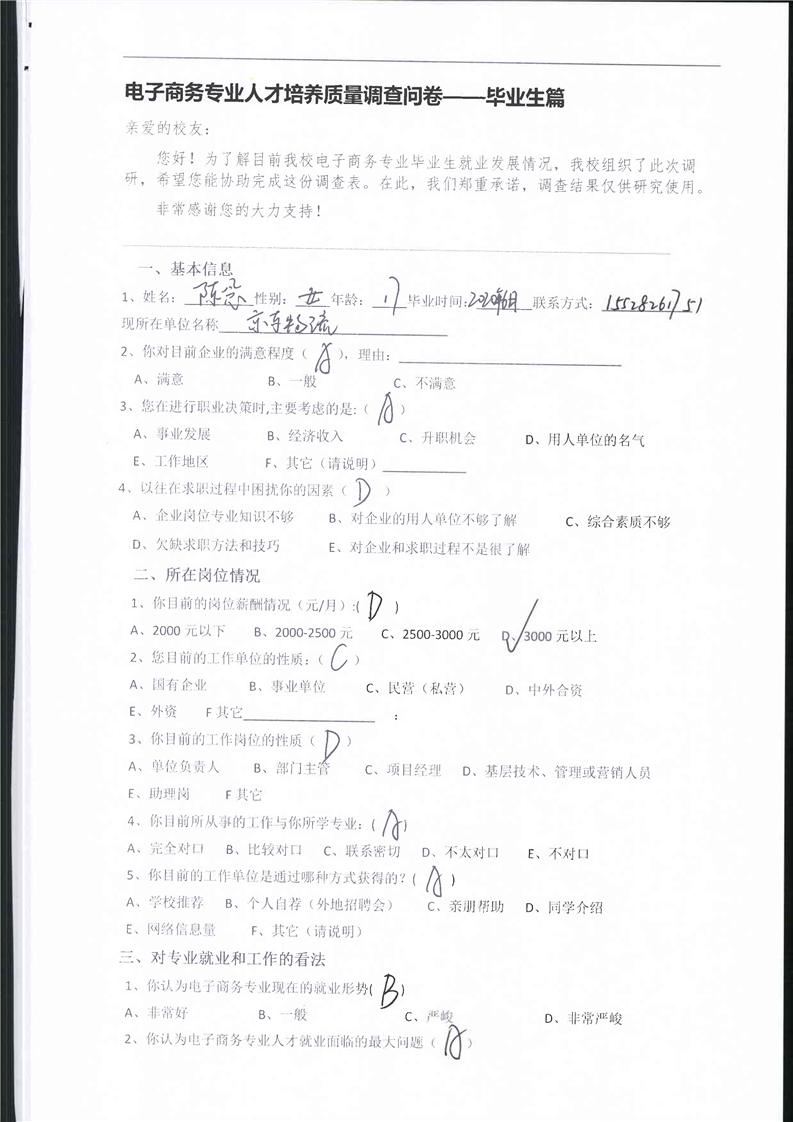 电子商务专业人才培养质量调查问卷——毕业生篇
亲爱的校友：
您好！为了解目前我校电子商务专业毕业生就业发展情况，我校组织了此次调
研，希望您能协助完成这份调查表。在此，我们郑重承诺，调查结果仅供研究使用。
非常感谢您的大力支持！
一、基本信息
1、姓名：陈 性别：女 年龄：17 毕业时间:2020年6月 联系方式：15528261751
现所在单位名称 京东物流
2、你对目前企业的满意程度（ A ），理由：
A、满意 B、一般 C、不满意
3、您在进行职业决策时,主要考虑的是:（ A ）
A、事业发展 B、经济收入 C、升职机会 D、用人单位的名气
E、工作地区 F、其它（请说明）
4、以往在求职过程中困扰你的因素（ D ）
A、企业岗位专业知识不够 B、对企业的用人单位不够了解 C、综合素质不够
D、欠缺求职方法和技巧 E、对企业和求职过程不是很了解
二、所在岗位情况
1、你目前的岗位薪酬情况（元/月）:( D )
A、2000 元以下 B、2000-2500 元 C、2500-3000 元 D、3000 元以上
2、您目前的工作单位的性质：（ C ）
A、国有企业 B、事业单位 C、民营（私营） D、中外合资
E、外资 F 其它 ；
3、你目前的工作岗位的性质（ D ）
A、单位负责人 B、部门主管 C、项目经理 D、基层技术、管理或营销人员
E、助理岗 F 其它
4、你目前所从事的工作与你所学专业：( A )
A、完全对口 B、比较对口 C、联系密切 D、不太对口 E、不对口
5、你目前的工作单位是通过哪种方式获得的？( A )
A、学校推荐 B、个人自荐（外地招聘会） C、亲朋帮助 D、同学介绍
E、网络信息量 F、其它（请说明）
三、对专业就业和工作的看法
1、你认为电子商务专业现在的就业形势( B )
A、非常好 B、一般 C、严峻 D、非常严峻
2、你认为电子商务专业人才就业面临的最大问题（ A ）